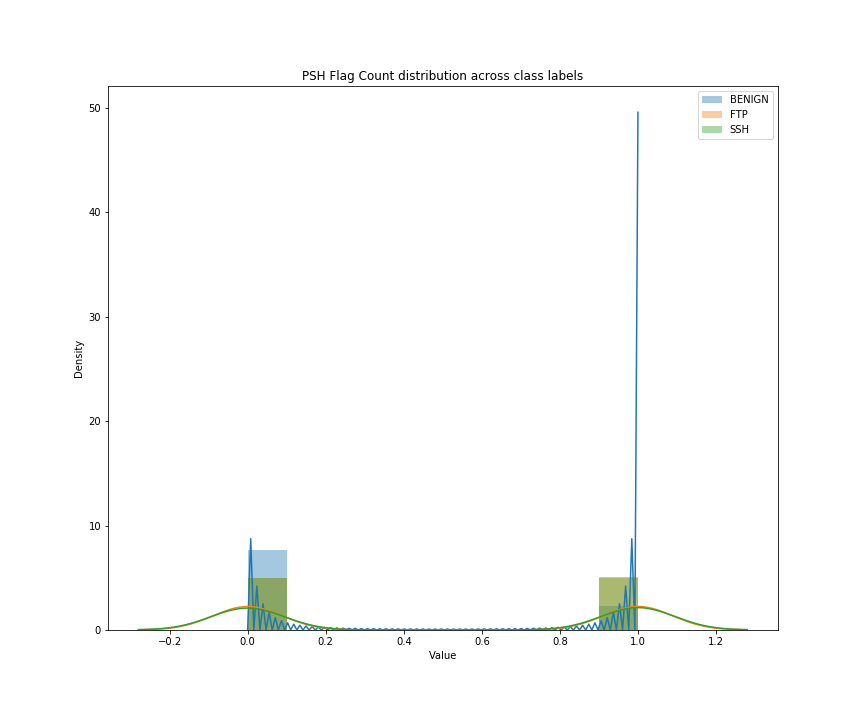 PSH Flag Count distribution across class labels
BENIGN
FTP
SSH
50
40
30
20
10
0
Density
−0.2 0.0 0.2 0.4 0.6 0.8 1.0 1.2
Value